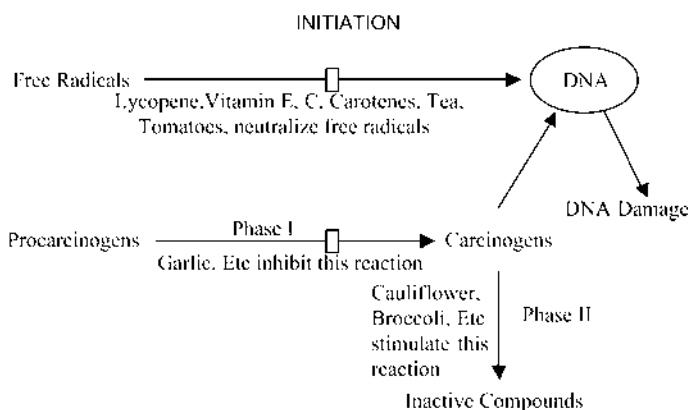 INITIATION
Free Radicals
DNA
Lycopene,Vitamin E, C, Carotenes, Tea,
Tomatoes, neutralize free radicals
DNA Damage
Procarcinogens
Phase I
Carcinogens
Garlic, Etc inhibit this reaction
Cauliflower,
Broccoli, Etc
stimulate this
reaction
Phase II
Inactive Compounds